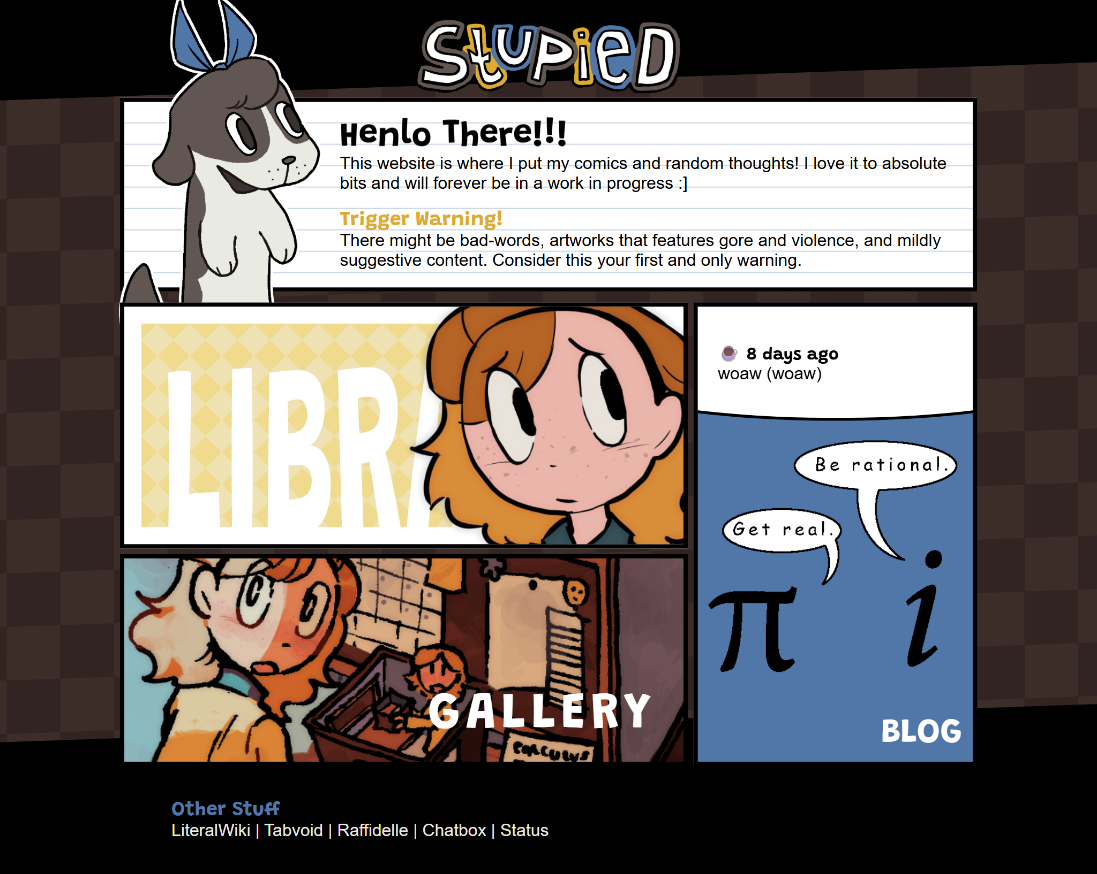 StUPieD
Henlo There!!!
This website is where I put my comics and random thoughts! I love it to absolute
bits and will forever be in a work in progress :]
Trigger Warning!
There might be bad-words, artworks that features gore and violence, and mildly
suggestive content. Consider this your first and only warning.
LIBRA
8 days ago
woaw (woaw)
Be rational.
Get real.
π i
GALLERY
CALCULUS
BLOG
Other Stuff
LiteralWiki | Tabvoid | Raffidelle | Chatbox | Status